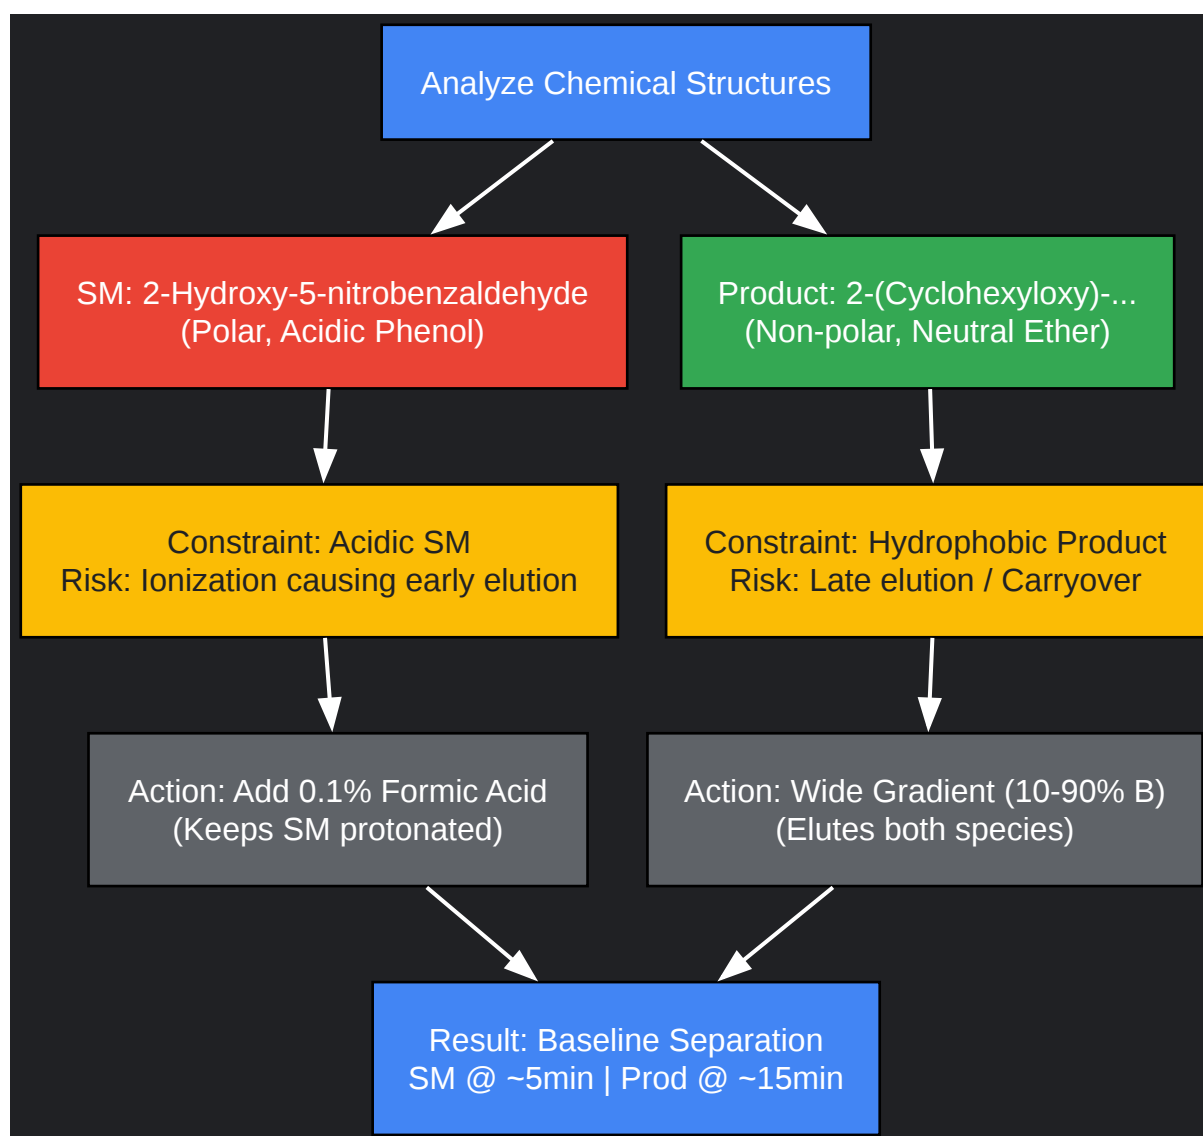 Analyze Chemical Structures
SM: 2-Hydroxy-5-nitrobenzaldehyde
(Polar, Acidic Phenol)
Product: 2-(Cyclohexyloxy)-...
(Non-polar, Neutral Ether)
Constraint: Acidic SM
Risk: Ionization causing early elution
Constraint: Hydrophobic Product
Risk: Late elution / Carryover
Action: Add 0.1% Formic Acid
(Keeps SM protonated)
Action: Wide Gradient (10-90% B)
(Elutes both species)
Result: Baseline Separation
SM @ ~5min | Prod @ ~15min